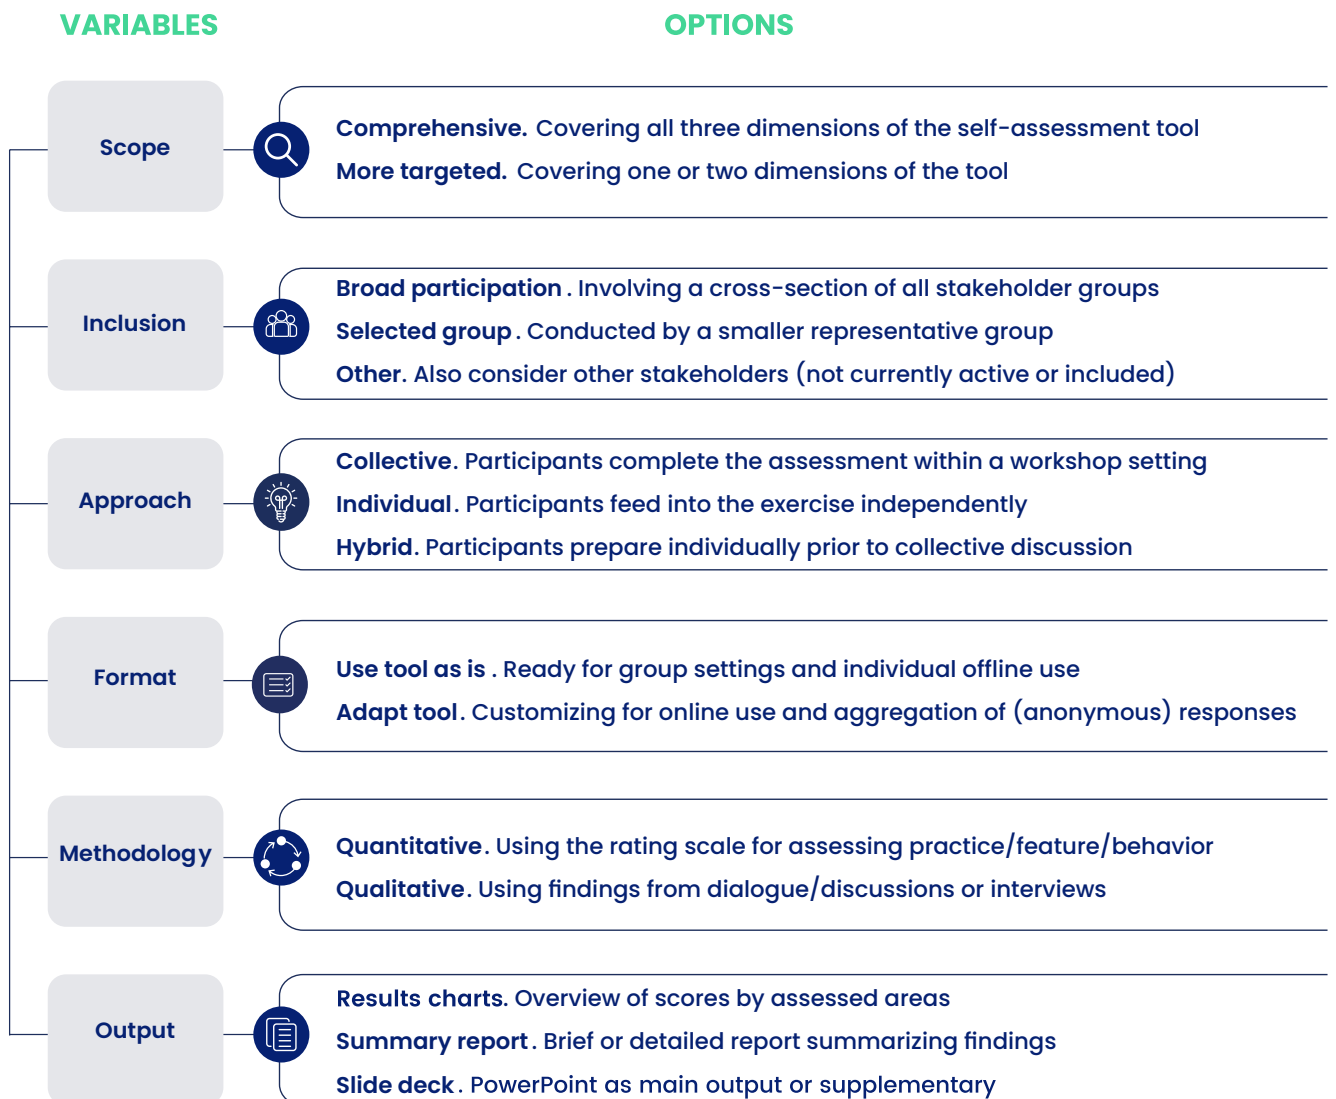 VARIABLES OPTIONS
Scope
Comprehensive. Covering all three dimensions of the self-assessment tool
More targeted. Covering one or two dimensions of the tool
Inclusion
Broad participation. Involving a cross-section of all stakeholder groups
Selected group. Conducted by a smaller representative group
Other. Also consider other stakeholders (not currently active or included)
Approach
Collective. Participants complete the assessment within a workshop setting
Individual. Participants feed into the exercise independently
Hybrid. Participants prepare individually prior to collective discussion
Format
Use tool as is. Ready for group settings and individual offline use
Adapt tool. Customizing for online use and aggregation of (anonymous) responses
Methodology
Quantitative. Using the rating scale for assessing practice/feature/behavior
Qualitative. Using findings from dialogue/discussions or interviews
Output
Results charts. Overview of scores by assessed areas
Summary report. Brief or detailed report summarizing findings
Slide deck. PowerPoint as main output or supplementary